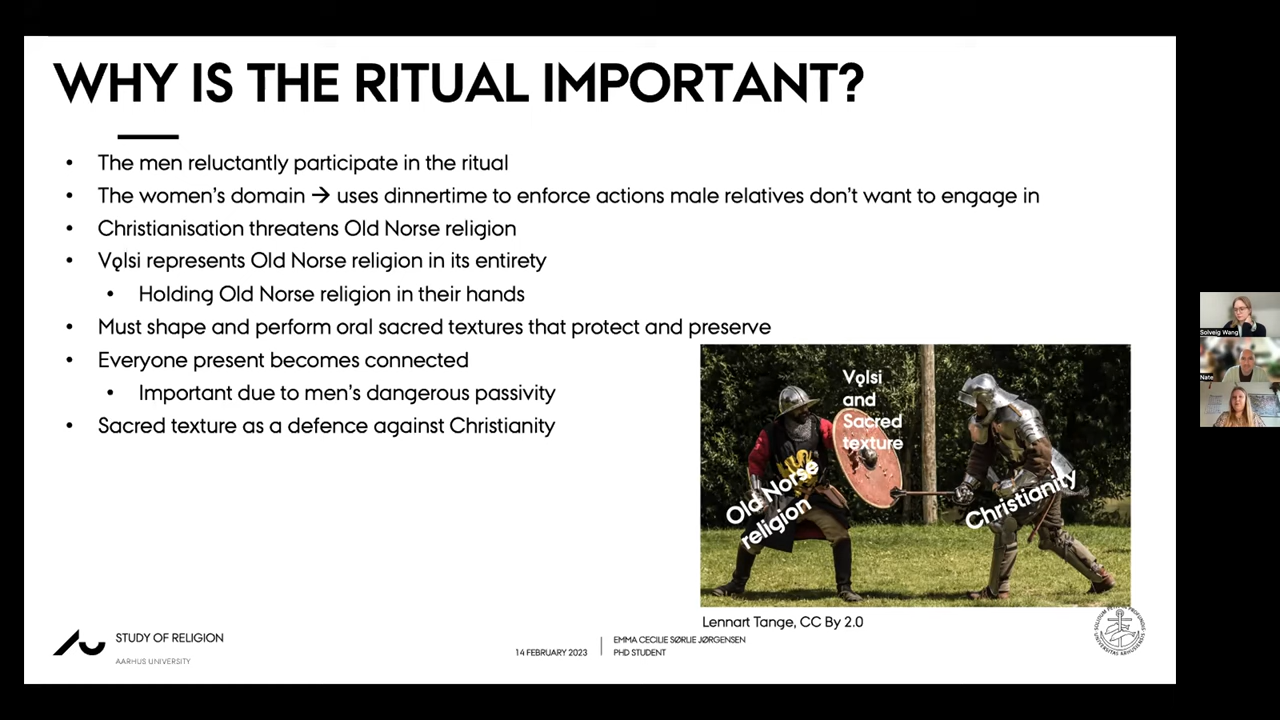 WHY IS THE RITUAL IMPORTANT?
• The men reluctantly participate in the ritual
• The women's domain → uses dinnertime to enforce actions male relatives don't want to engage in
• Christianisation threatens Old Norse religion
• Vǫlsi represents Old Norse religion in its entirety
• Holding Old Norse religion in their hands
• Must shape and perform oral sacred textures that protect and preserve
• Everyone present becomes connected
• Important due to men's dangerous passivity
• Sacred texture as a defence against Christianity
Vǫlsi
and
Sacred
texture
Old Norse
religion
Christianity
Lennart Tange, CC By 2.0
STUDY OF RELIGION
AARHUS UNIVERSITY
14 FEBRUARY 2023
EMMA CECILIE SØRLIE JØRGENSEN
PHD STUDENT
Solveig Wang
Nate